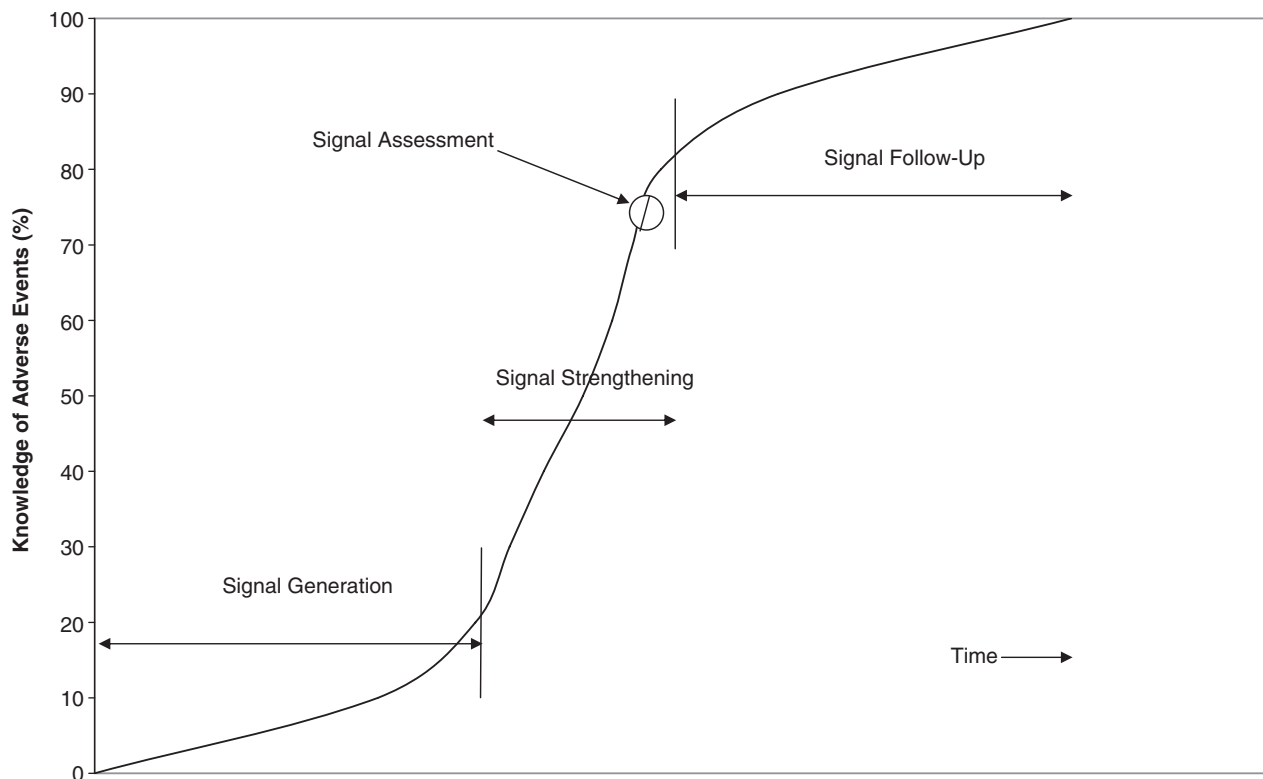 100
90
Signal Assessment
80
Signal Follow-Up
70
60
Signal Strengthening
50
40
30
Signal Generation
20
Time
10
0
Knowledge of Adverse Events (%)